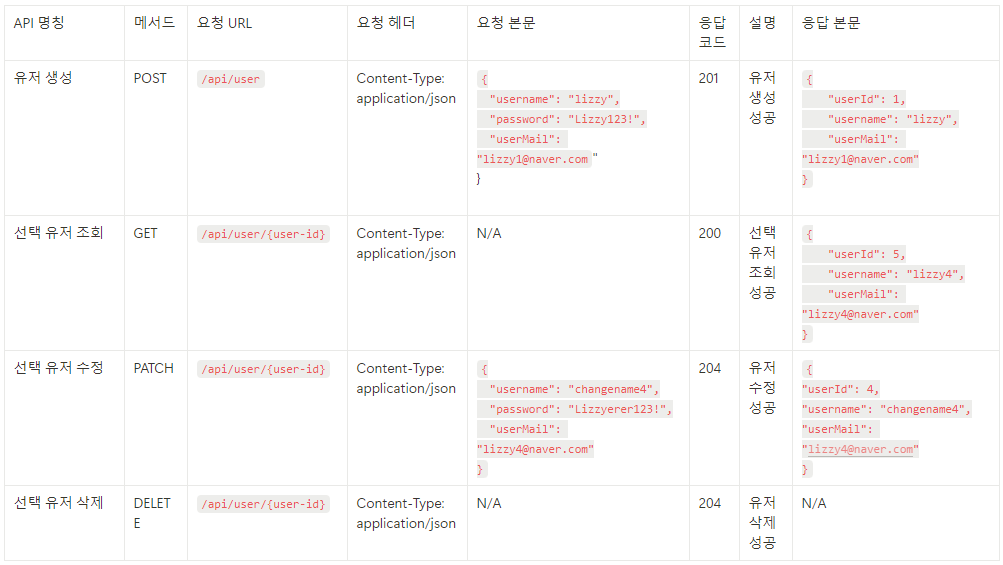 API 명칭 메서드 요청 URL 요청 헤더 요청 본문 응답 설명 응답 본문
코드
유저 생성 POST /api/user Content-Type: { 201 유저 {
application/json "username": "lizzy", 생성 "userId": 1,
"password": "Lizzy123!", 성공 "username": "lizzy",
"userMail": "userMail":
"lizzy1@naver.com " "lizzy1@naver.com"
} }
선택 유저 조회 GET /api/user/{user-id} Content-Type: N/A 200 선택 {
application/json 유저 "userId": 5,
조회 "username": "lizzy4",
성공 "userMail":
"lizzy4@naver.com"
}
선택 유저 수정 PATCH /api/user/{user-id} Content-Type: { 204 유저 {
application/json "username": "changename4", 수정 "userId": 4,
"password": "Lizzyerer123!", 성공 "username": "changename4",
"userMail": "userMail":
"lizzy4@naver.com" "lizzy4@naver.com"
} }
선택 유저 삭제 DELET /api/user/{user-id} Content-Type: N/A 204 유저 N/A
E application/json 삭제
성공